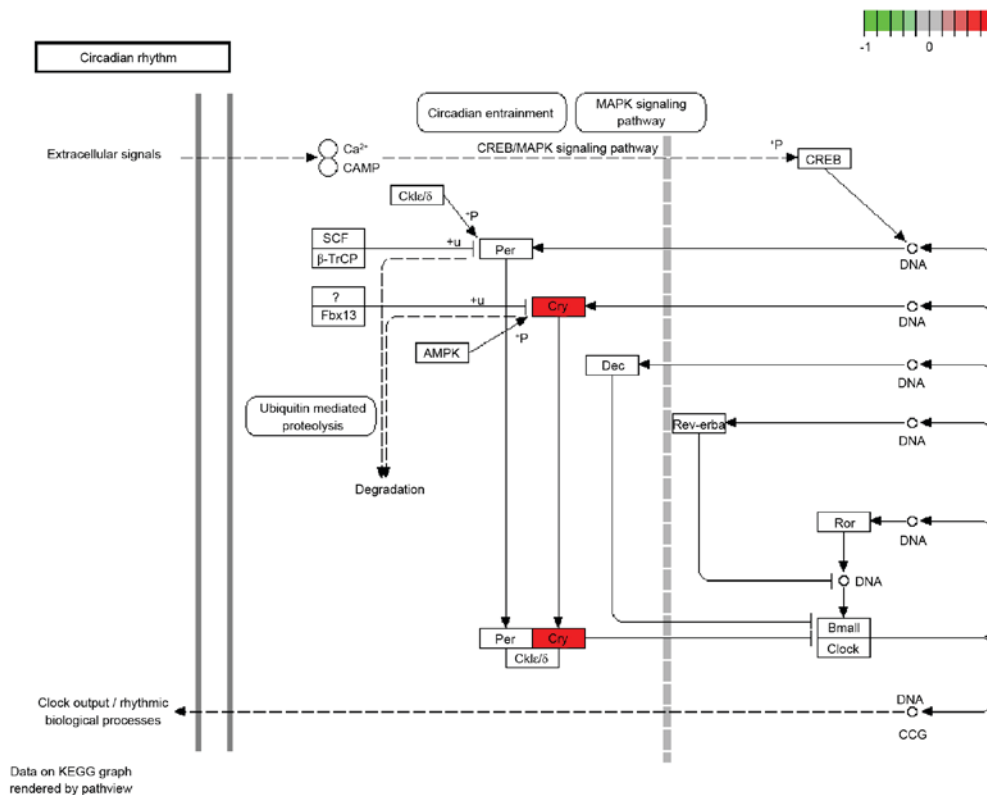 -1
0
Circadian rhythm
Circadian entrainment
MAPK signaling
pathway
Extracellular signals
Ca²⁺
CAMP
CREB/MAPK signaling pathway
⁺P
CREB
CkIε/δ
⁺P
SCF
β-TrCP
+u
Per
DNA
?
Fbx13
+u
Cry
DNA
⁺P
AMPK
Dec
DNA
Ubiquitin mediated
proteolysis
Rev-erba
DNA
Degradation
Ror
DNA
DNA
Per
Cry
CkIε/δ
Bmall
Clock
Clock output / rhythmic
biological processes
DNA
CCG
Data on KEGG graph
rendered by pathview